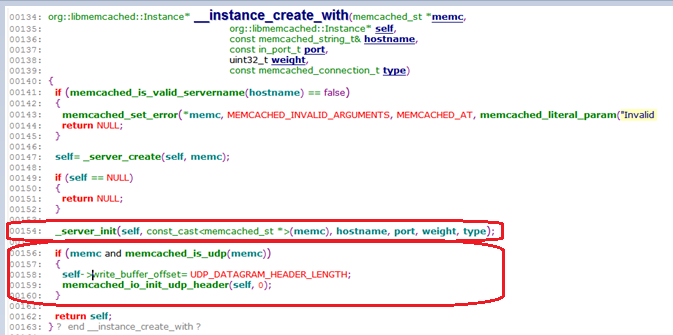 00134: org::libmemcached::Instance* __instance_create_with(memcached_st *memc,
00135: org::libmemcached::Instance* self,
00136: const memcached_string_t& hostname,
00137: const in_port_t port,
00138: uint32_t weight,
00139: const memcached_connection_t type)
00140: {
00141: if (memcached_is_valid_servername(hostname) == false)
00142: {
00143: memcached_set_error(*memc, MEMCACHED_INVALID_ARGUMENTS, MEMCACHED_AT, memcached_literal_param("Invalid
00144: return NULL;
00145: }
00146:
00147: self= _server_create(self, memc);
00148:
00149: if (self == NULL)
00150: {
00151: return NULL;
00152: }
00153:
00154: _server_init(self, const_cast<memcached_st *>(memc), hostname, port, weight, type);
00155:
00156: if (memc and memcached_is_udp(memc))
00157: {
00158: self->write_buffer_offset= UDP_DATAGRAM_HEADER_LENGTH;
00159: memcached_io_init_udp_header(self, 0);
00160: }
00161:
00162: return self;
00163: } ? end __instance_create_with ?